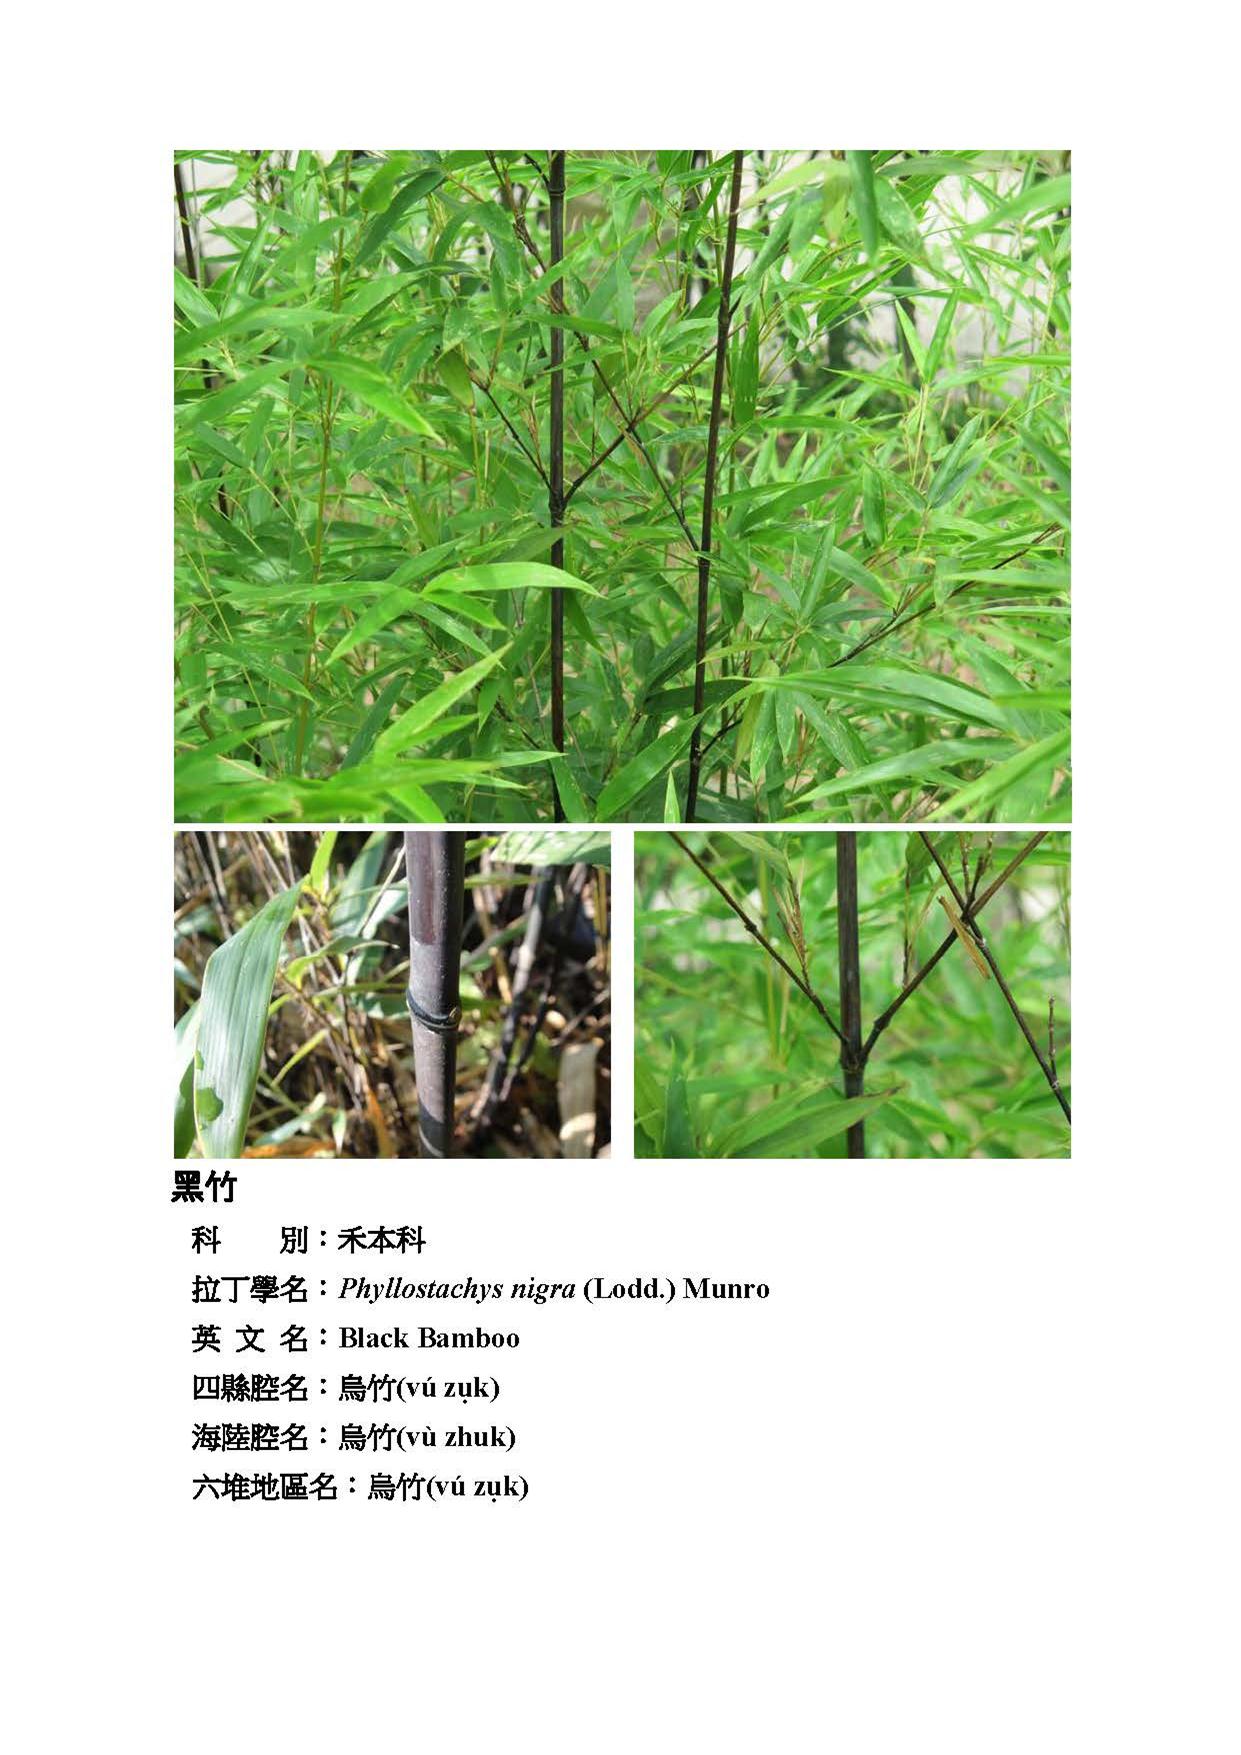 黑竹
科　　別：禾本科
拉丁學名：Phyllostachys nigra (Lodd.) Munro
英 文 名：Black Bamboo
四縣腔名：烏竹(vú zṳk)
海陸腔名：烏竹(vù zhuk)
六堆地區名：烏竹(vú zṳk)